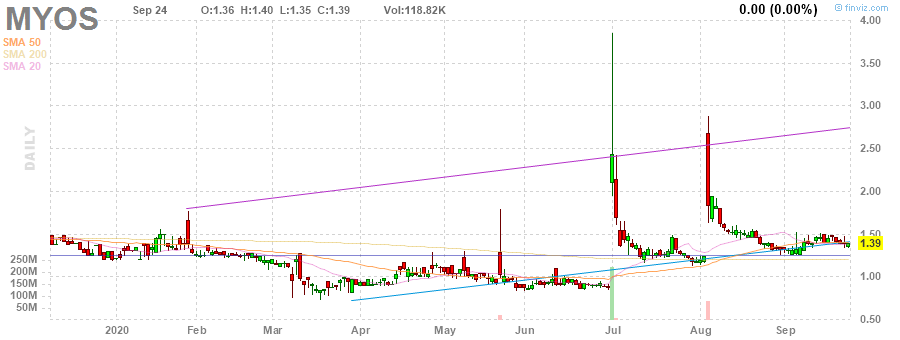 MYOS
Sep 24 O:1.36 H:1.40 L:1.35 C:1.39 Vol:118.82K 0.00 (0.00%)
finviz.com
SMA 50
SMA 200
SMA 20
DAILY
4.00
3.50
3.00
2.50
2.00
1.50
1.39
1.00
0.50
250M
200M
150M
100M
50M
2020 Feb Mar Apr May Jun Jul Aug Sep